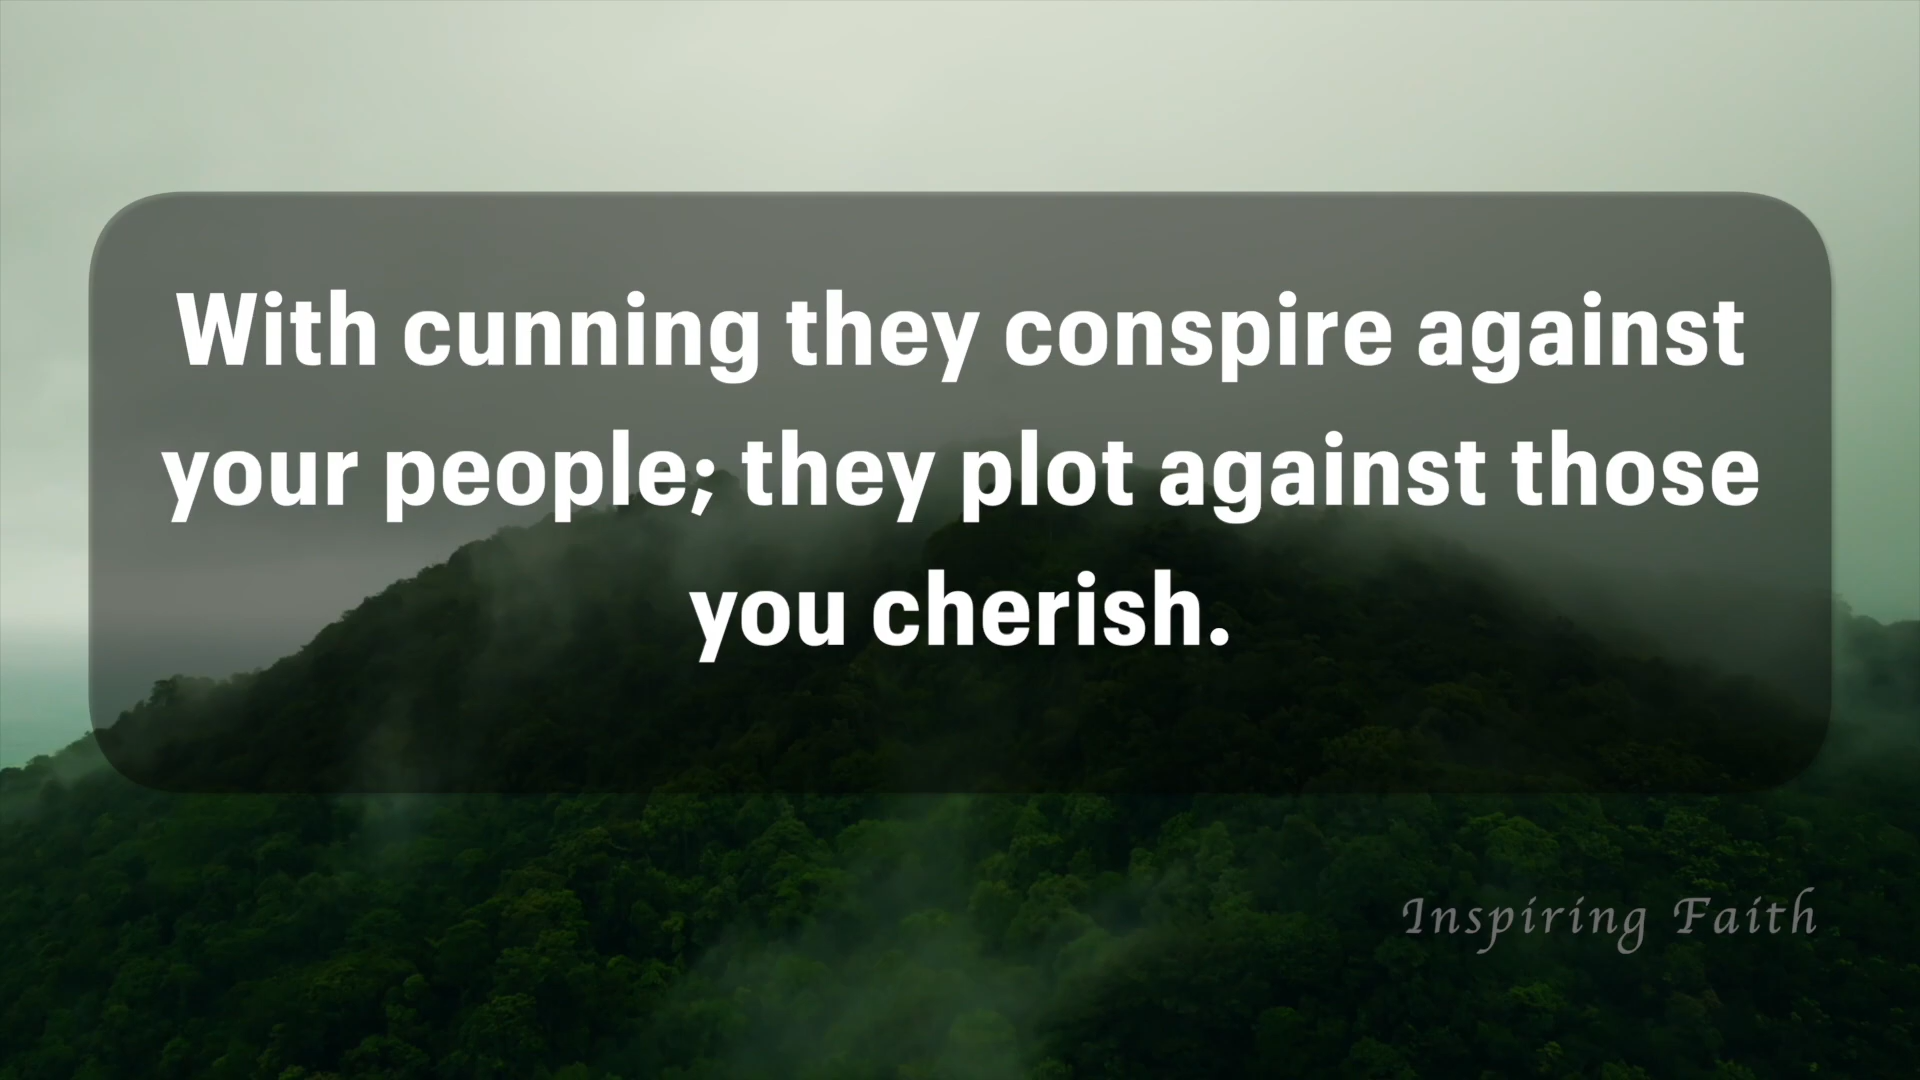 With cunning they conspire against
your people; they plot against those
you cherish.
Inspiring Faith